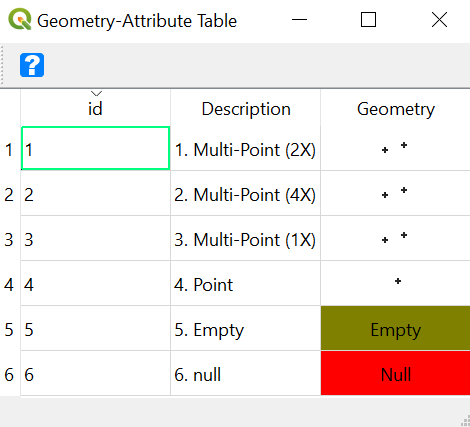 Geometry-Attribute Table
?
id Description Geometry
1 1 1. Multi-Point (2X)
2 2 2. Multi-Point (4X)
3 3 3. Multi-Point (1X)
4 4 4. Point
5 5 5. Empty Empty
6 6 6. null Null